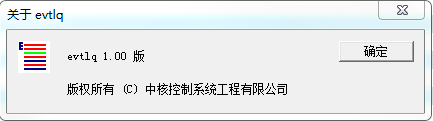 关于 evtlq
E
evtlq 1.00 版
确定
版权所有 (C) 中核控制系统工程有限公司